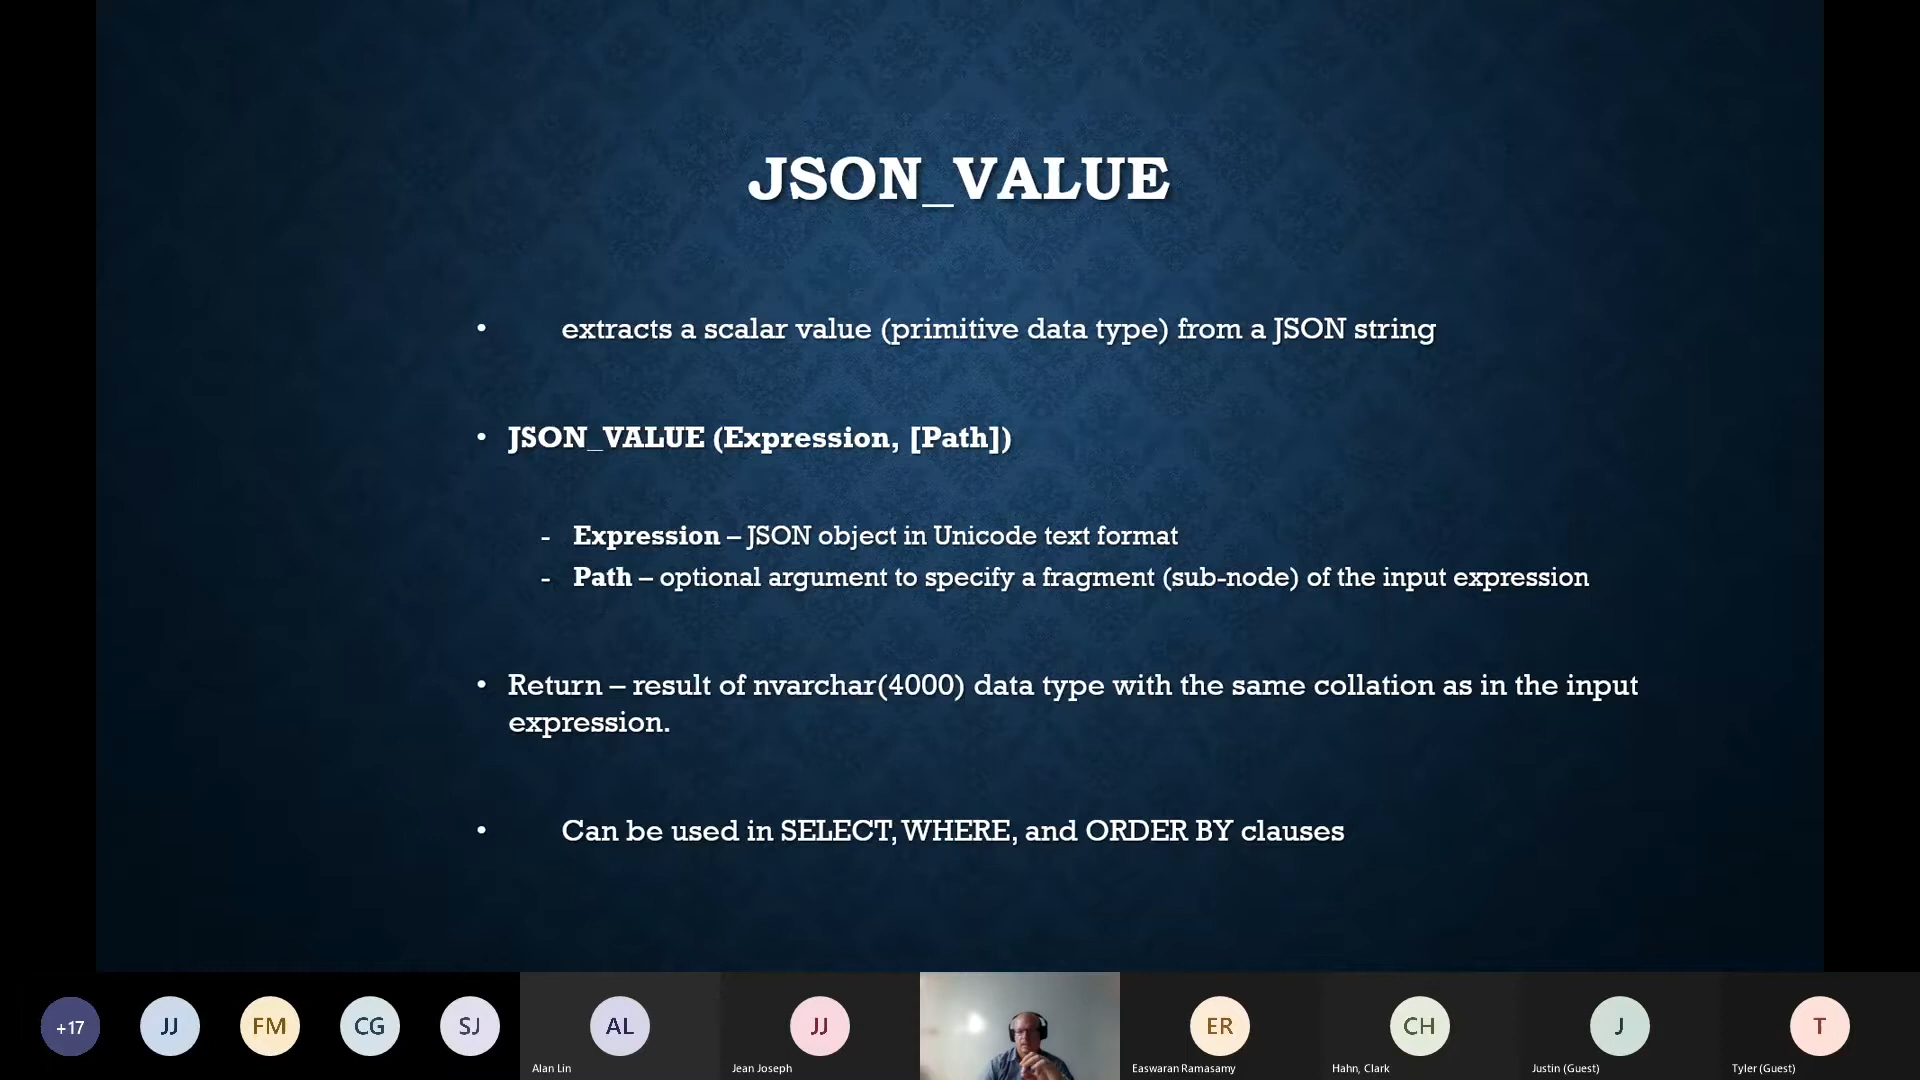 JSON_VALUE
• extracts a scalar value (primitive data type) from a JSON string
• JSON_VALUE (Expression, [Path])
- Expression – JSON object in Unicode text format
- Path – optional argument to specify a fragment (sub-node) of the input expression
• Return – result of nvarchar(4000) data type with the same collation as in the input
expression.
• Can be used in SELECT, WHERE, and ORDER BY clauses
+17
JJ
FM
CG
SJ
AL
JJ
ER
CH
J
T
Alan Lin
Jean Joseph
Easwaran Ramasamy
Hahn, Clark
Justin (Guest)
Tyler (Guest)